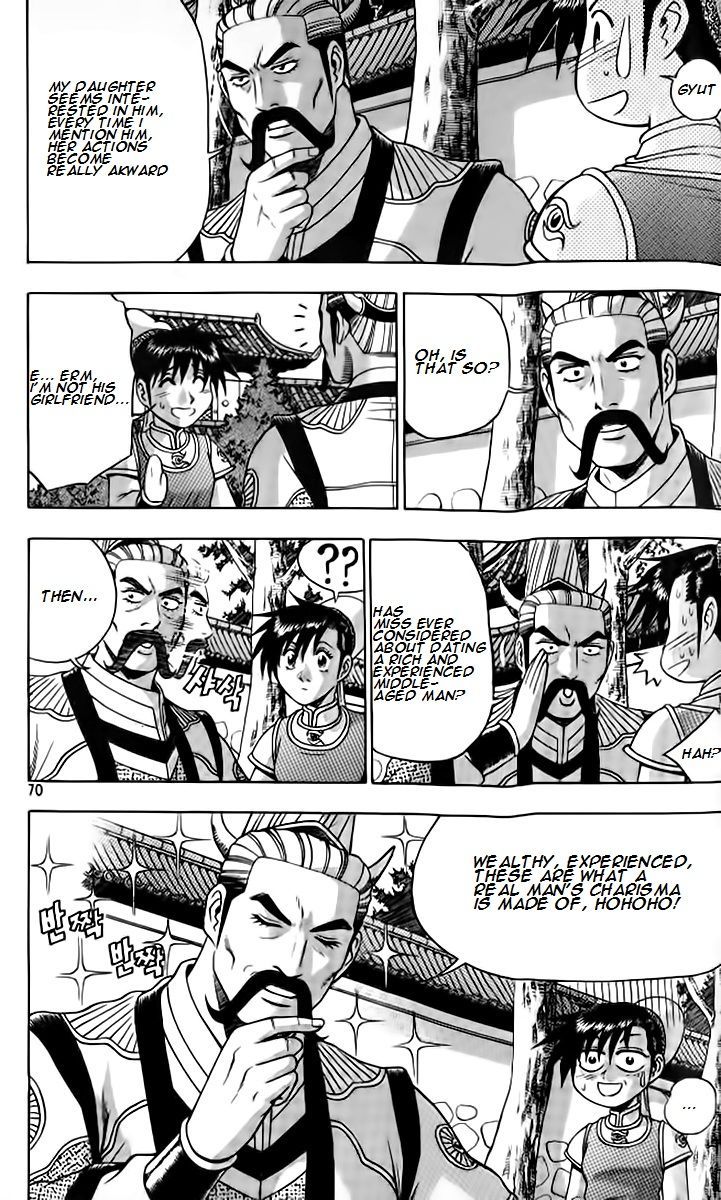 MY DAUGHTER
SEEMS INTE-
RESTED IN HIM,
EVERY TIME I
MENTION HIM,
HER ACTIONS
BECOME
REALLY AKWARD
GYUT
E... ERM,
I'M NOT HIS
GIRLFRIEND...
OH, IS
THAT SO?
THEN...
??
샤샤
HAS
MISS EVER
CONSIDERED
ABOUT DATING
A RICH AND
EXPERIENCED
MIDDLE-
AGED MAN?
HAH?
70
WEALTHY, EXPERIENCED,
THESE ARE WHAT A
REAL MAN'S CHARISMA
IS MADE OF, HOHOHO!
반짝
반짝
...